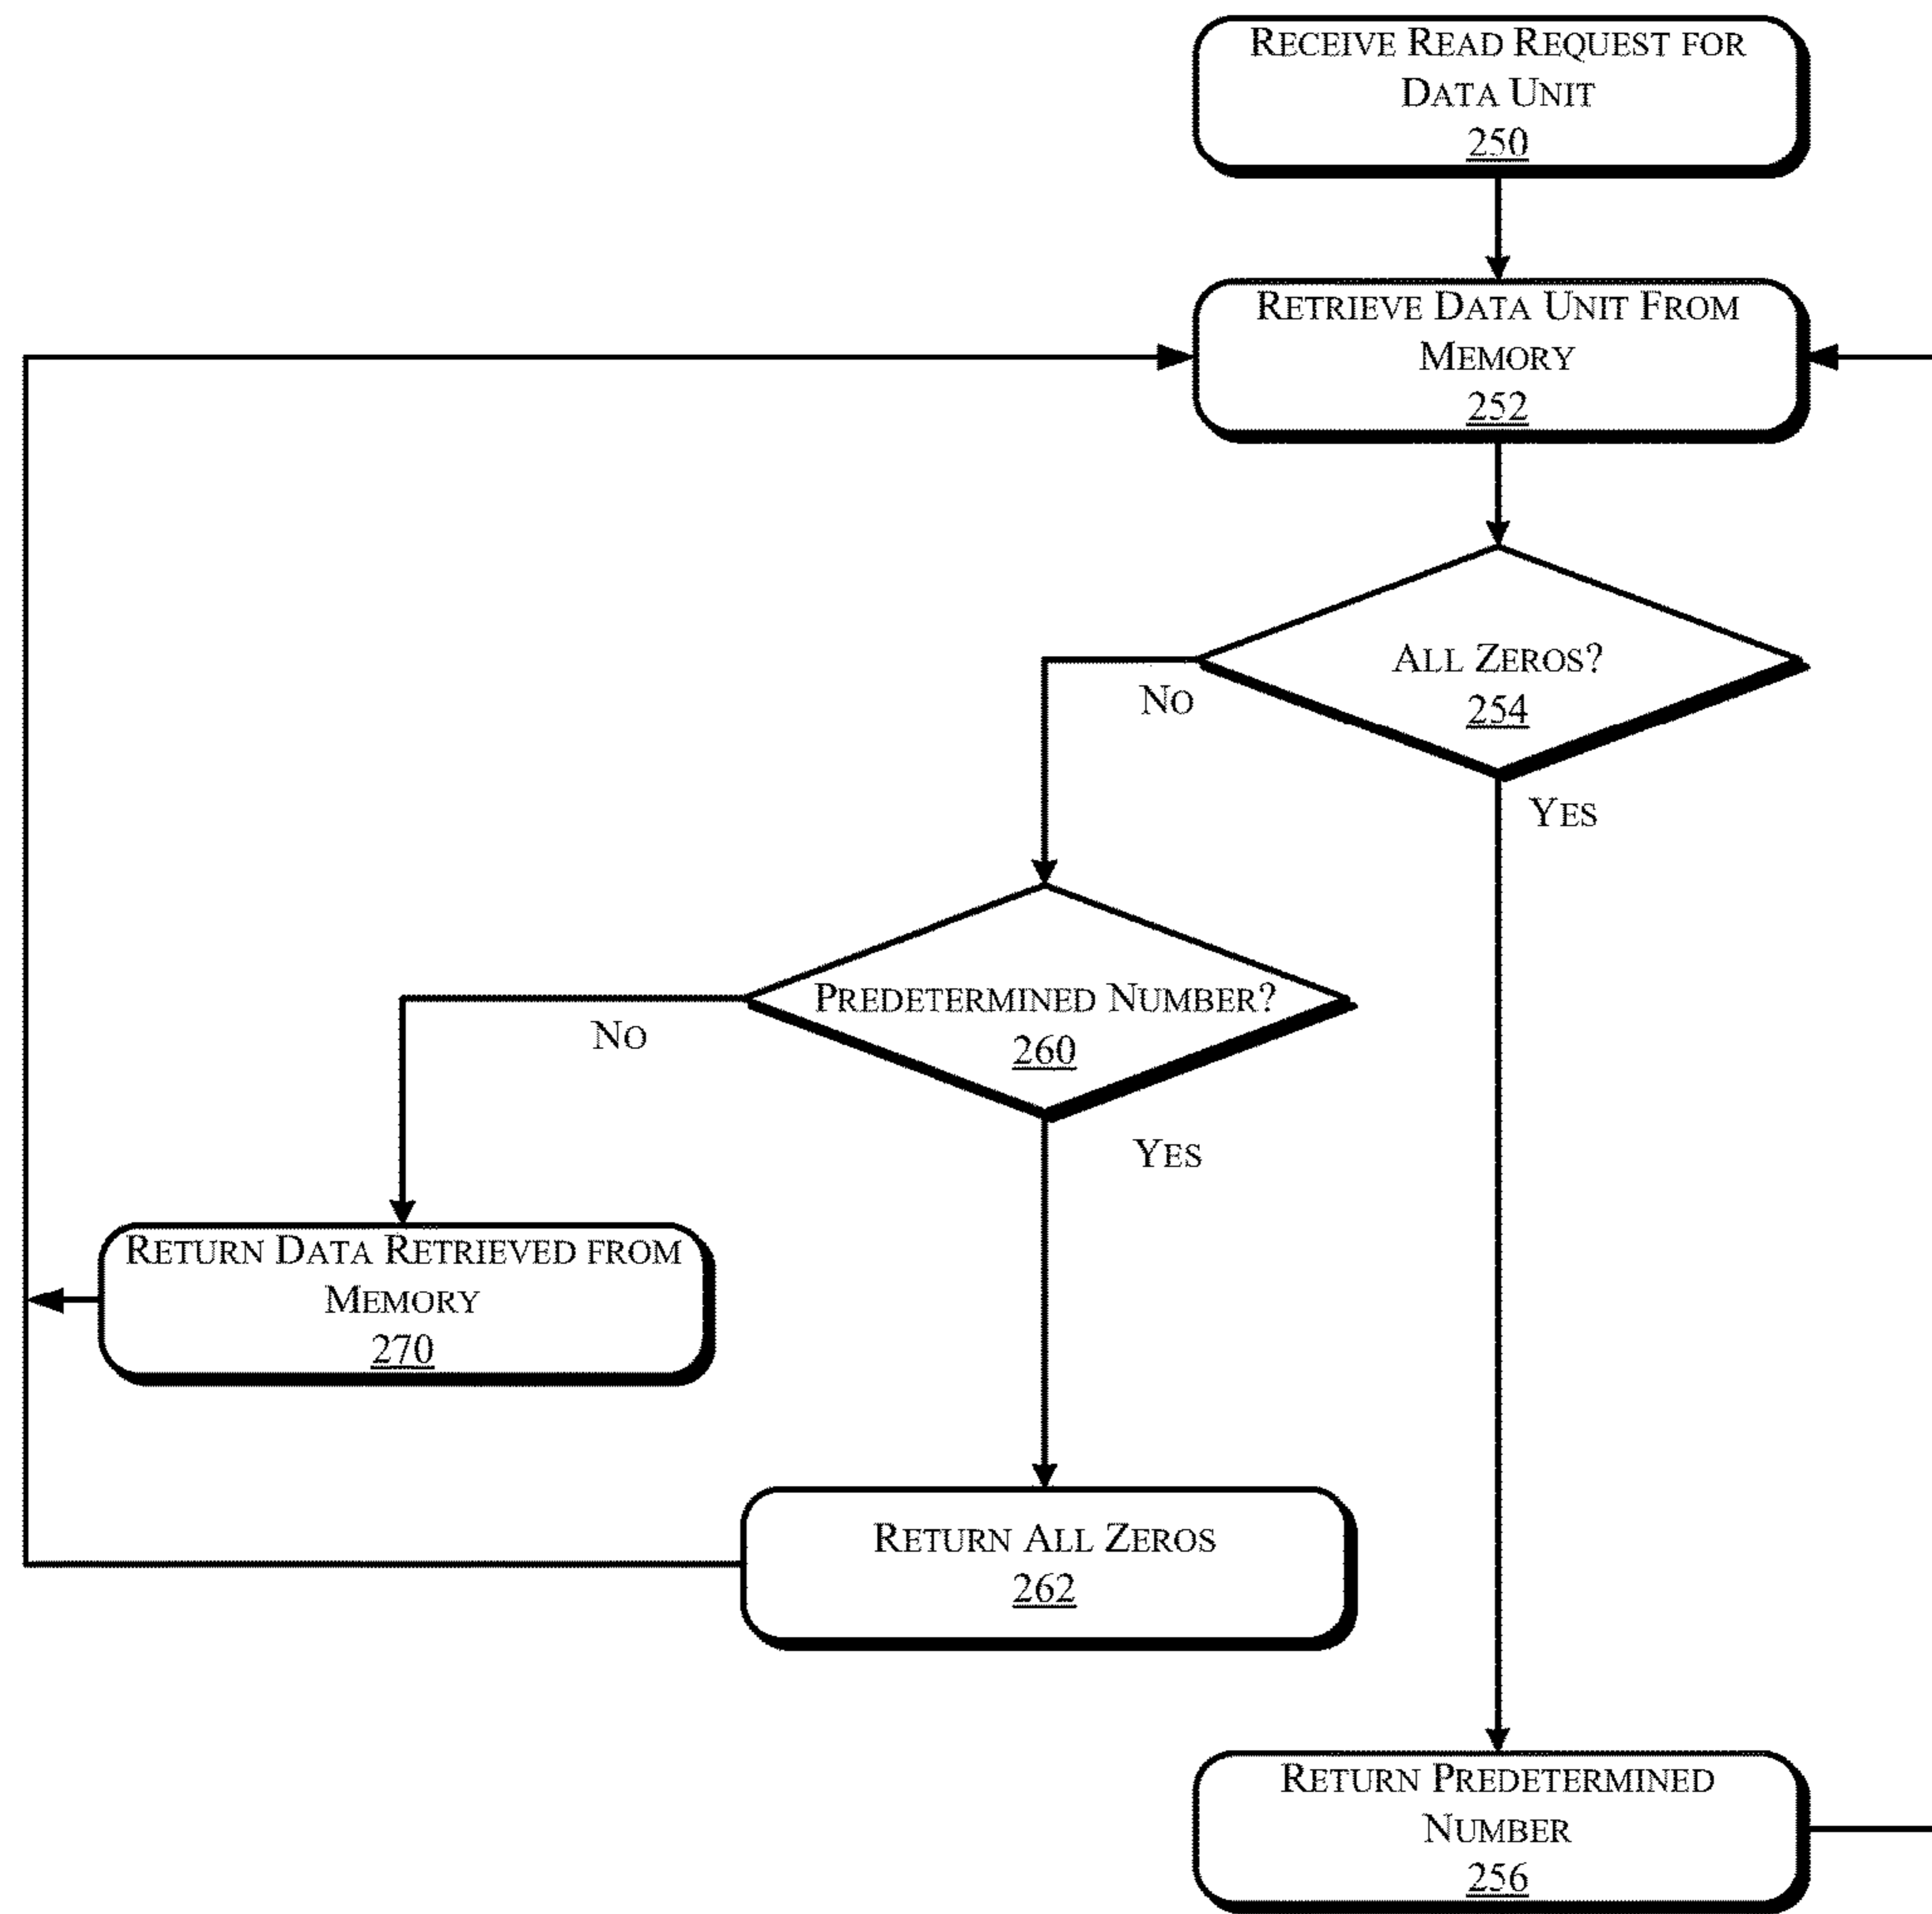 RECEIVE READ REQUEST FOR
DATA UNIT
250
RETRIEVE DATA UNIT FROM
MEMORY
252
ALL ZEROS?
254
NO
YES
PREDETERMINED NUMBER?
260
NO
YES
RETURN DATA RETRIEVED FROM
MEMORY
270
RETURN ALL ZEROS
262
RETURN PREDETERMINED
NUMBER
256